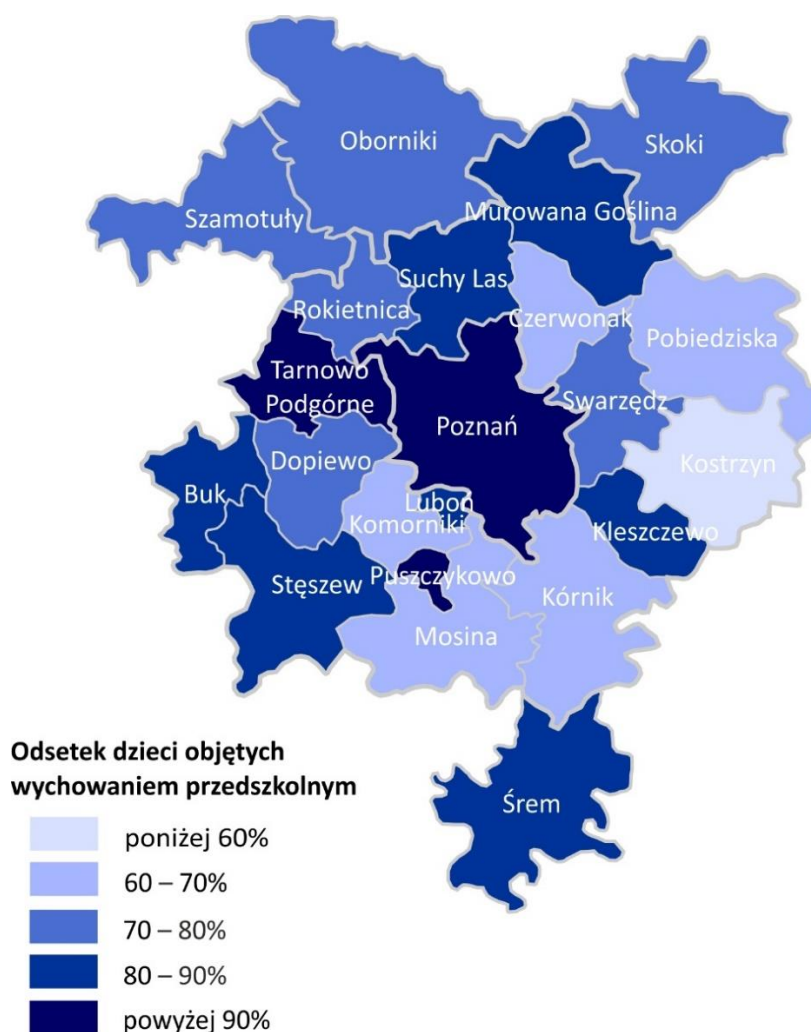 Oborniki
Skoki
Szamotuły
Murowana Goślina
Suchy Las
Rokietnica
Czerwonak
Pobiedziska
Tarnowo
Podgórne
Swarzędz
Poznań
Dopiewo
Kostrzyn
Buk
Luboń
Komorniki
Kleszczewo
Puszczykowo
Stęszew
Kórnik
Mosina
Śrem
Odsetek dzieci objętych
wychowaniem przedszkolnym
poniżej 60%
60 – 70%
70 – 80%
80 – 90%
powyżej 90%